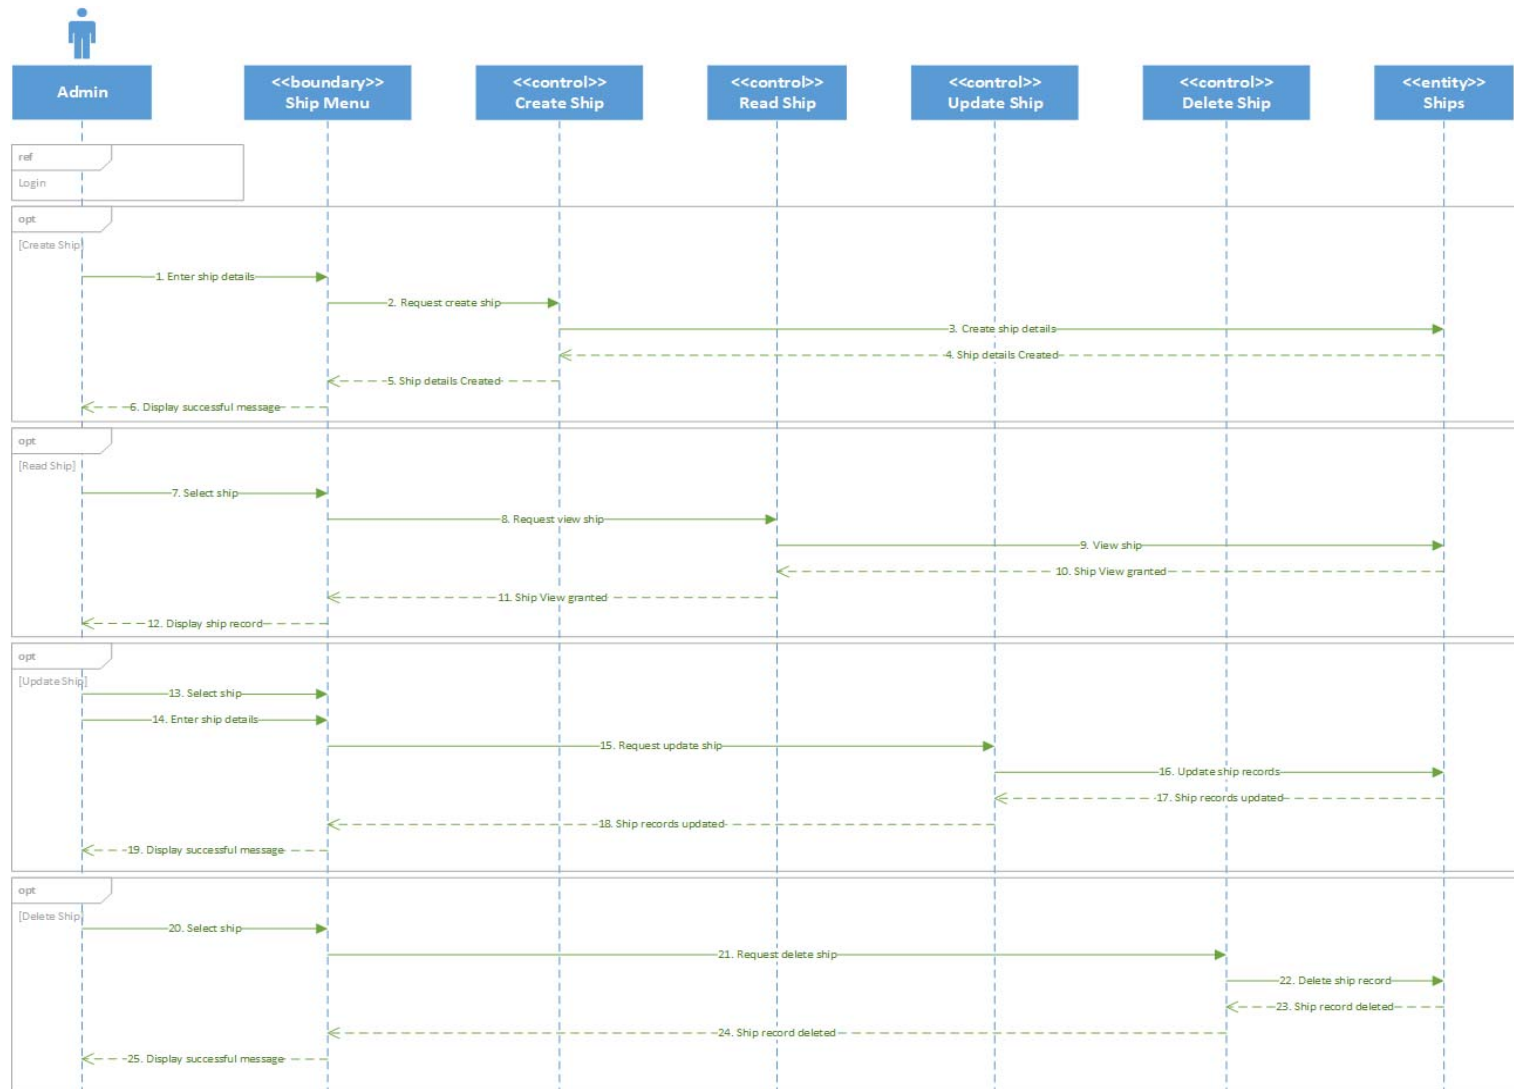 Admin
<<boundary>>
Ship Menu
<<control>>
Create Ship
<<control>>
Read Ship
<<control>>
Update Ship
<<control>>
Delete Ship
<<entity>>
Ships
ref
Login
opt
[Create Ship]
1. Enter ship details
2. Request create ship
3. Create ship details
4. Ship details Created
5. Ship details Created
6. Display successful message
opt
[Read Ship]
7. Select ship
8. Request view ship
9. View ship
10. Ship View granted
11. Ship View granted
12. Display ship record
opt
[Update Ship]
13. Select ship
14. Enter ship details
15. Request update ship
16. Update ship records
17. Ship records updated
18. Ship records updated
19. Display successful message
opt
[Delete Ship]
20. Select ship
21. Request delete ship
22. Delete ship record
23. Ship record deleted
24. Ship record deleted
25. Display successful message